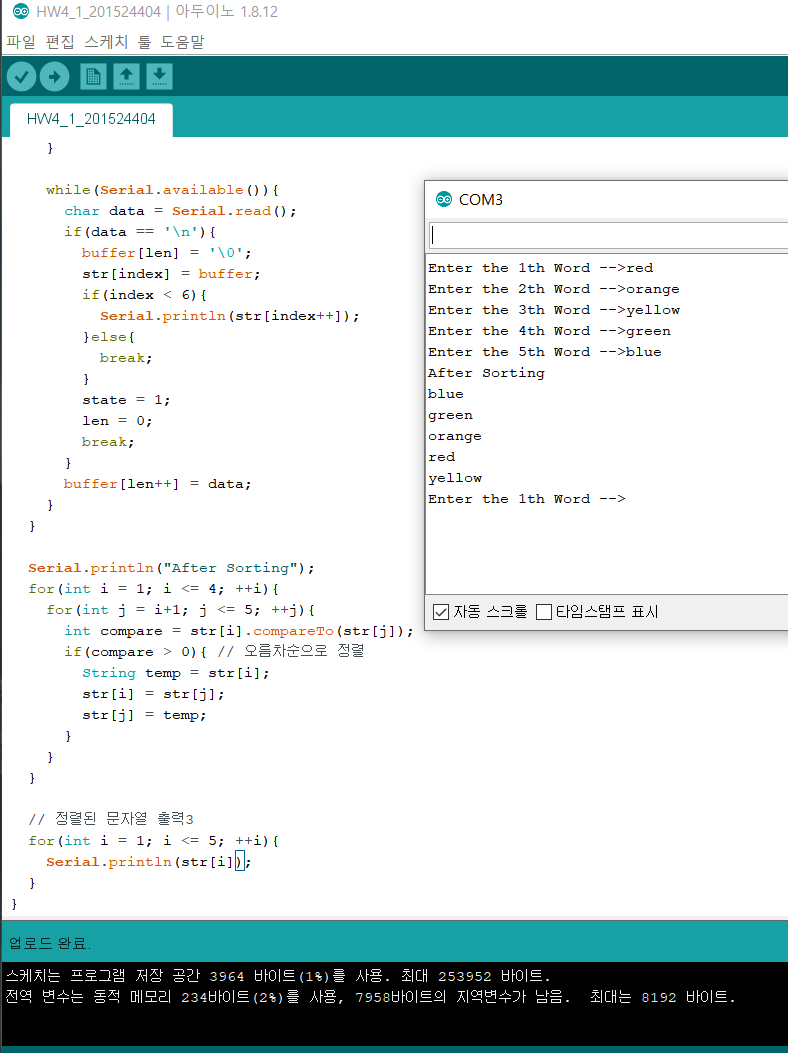 HW4_1_201524404 | 아두이노 1.8.12
파일 편집 스케치 툴 도움말
HW4_1_201524404
}
while(Serial.available()){
char data = Serial.read();
if(data == '\n'){
buffer[len] = '\0';
str[index] = buffer;
if(index < 6){
Serial.println(str[index++]);
}else{
break;
}
state = 1;
len = 0;
break;
}
buffer[len++] = data;
}
}
Serial.println("After Sorting");
for(int i = 1; i <= 4; ++i){
for(int j = i+1; j <= 5; ++j){
int compare = str[i].compareTo(str[j]);
if(compare > 0){ // 오름차순으로 정렬
String temp = str[i];
str[i] = str[j];
str[j] = temp;
}
}
}
// 정렬된 문자열 출력3
for(int i = 1; i <= 5; ++i){
Serial.println(str[i]);
}
}
COM3
Enter the 1th Word -->red
Enter the 2th Word -->orange
Enter the 3th Word -->yellow
Enter the 4th Word -->green
Enter the 5th Word -->blue
After Sorting
blue
green
orange
red
yellow
Enter the 1th Word -->
자동 스크롤 타임스탬프 표시
업로드 완료.
스케치는 프로그램 저장 공간 3964 바이트(1%)를 사용. 최대 253952 바이트.
전역 변수는 동적 메모리 234바이트(2%)를 사용, 7958바이트의 지역변수가 남음.  최대는 8192 바이트.